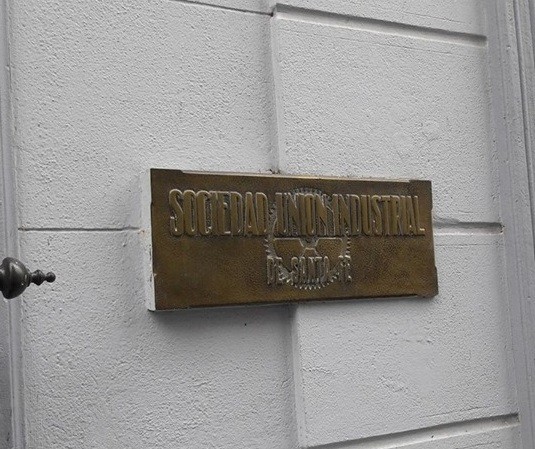 SOCIEDAD UNION INDUSTRIAL
DE SANTA FE